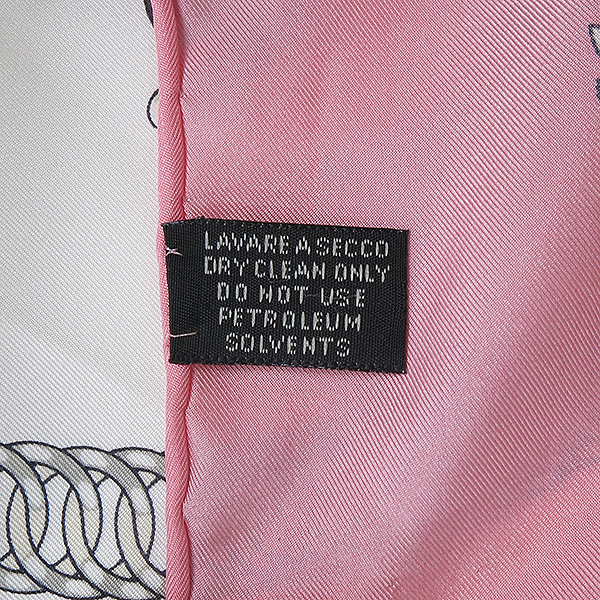 LAVARE A SECCO
DRY CLEAN ONLY
DO NOT USE
PETROLEUM
SOLVENTS